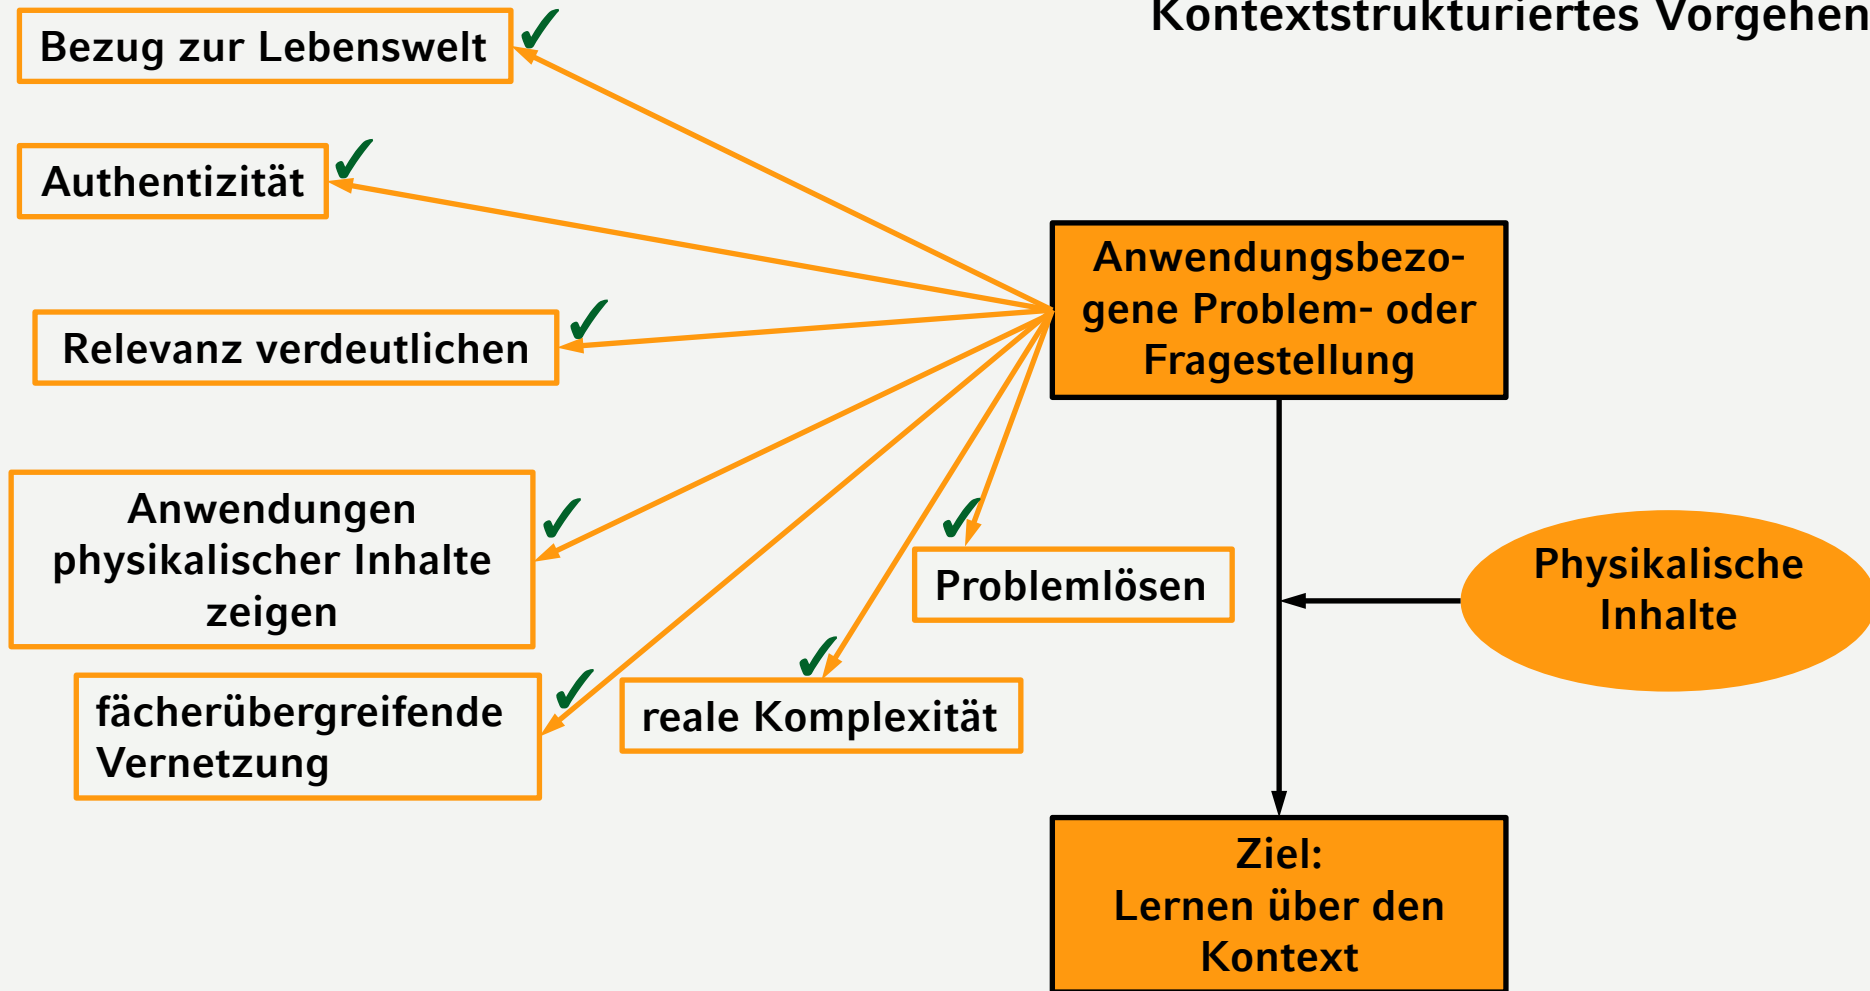 Kontextstrukturiertes Vorgehen
Bezug zur Lebenswelt
Authentizität
Relevanz verdeutlichen
Anwendungen
physikalischer Inhalte
zeigen
fächerübergreifende
Vernetzung
reale Komplexität
Problemlösen
Anwendungsbezo-
gene Problem- oder
Fragestellung
Physikalische
Inhalte
Ziel:
Lernen über den
Kontext